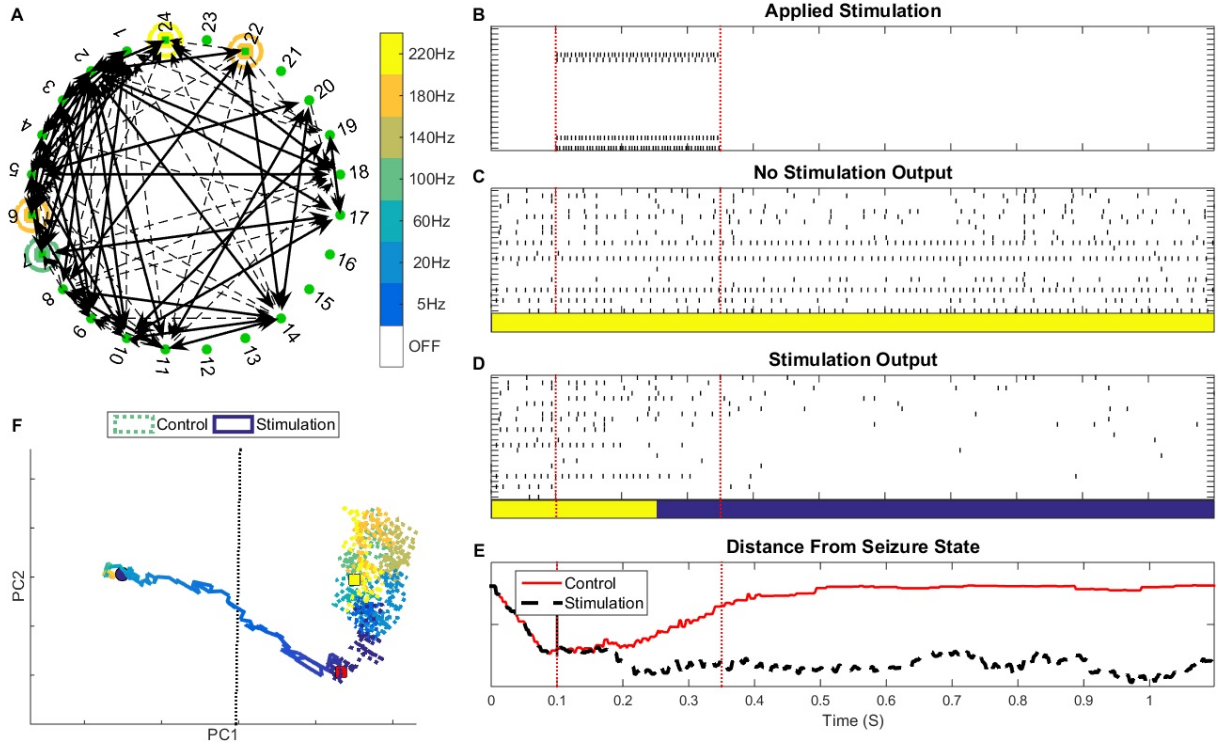 A
24
23
22
21
20
19
18
17
16
15
14
13
12
11
10
9
8
7
6
5
4
3
2
1
220Hz
180Hz
140Hz
100Hz
60Hz
20Hz
5Hz
OFF
B
Applied Stimulation
C
No Stimulation Output
D
Stimulation Output
E
Distance From Seizure State
Control
Stimulation
0 0.1 0.2 0.3 0.4 0.5 0.6 0.7 0.8 0.9 1
Time (S)
F
Control Stimulation
PC2
PC1